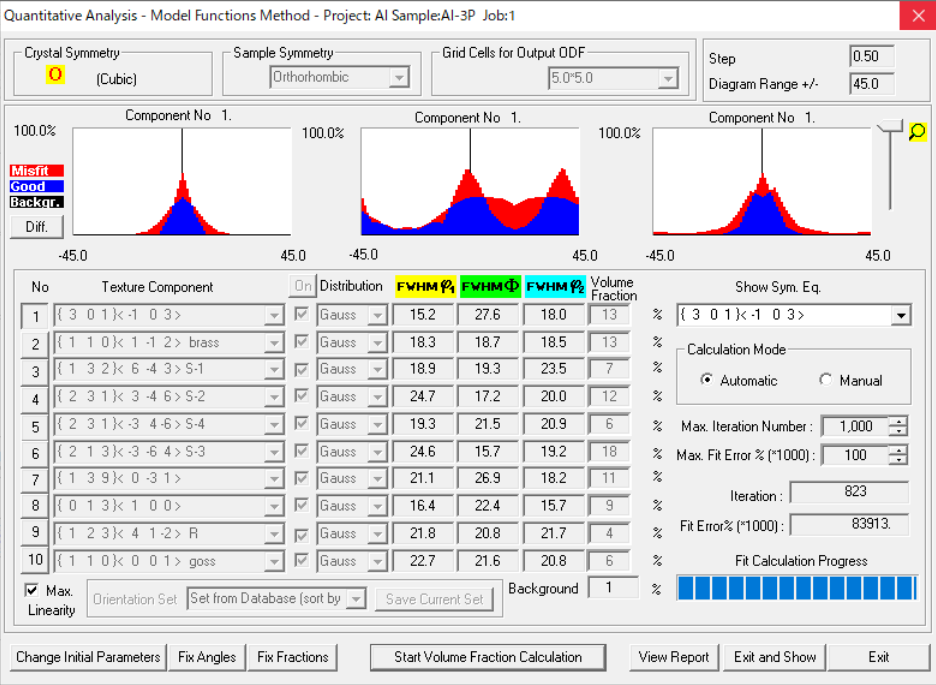 Quantitative Analysis - Model Functions Method - Project: Al Sample:Al-3P Job:1
Crystal Symmetry
O (Cubic)
Sample Symmetry
Orthorhombic
Grid Cells for Output ODF
5.0*5.0
Step 0.50
Diagram Range +/- 45.0
Component No 1. Component No 1. Component No 1.
100.0% 100.0% 100.0%
Misfit
Good
Backgr.
Diff.
-45.0 45.0 -45.0 45.0 -45.0 45.0
No Texture Component On Distribution FWHM φ1 FWHM Φ FWHM φ2 Volume Fraction
1 { 3 0 1}<-1 0 3> Gauss 15.2 27.6 18.0 13 %
2 { 1 1 0}< 1 -1 2> brass Gauss 18.3 18.7 18.5 13 %
3 { 1 3 2}< 6 -4 3> S-1 Gauss 18.9 19.3 23.5 7 %
4 { 2 3 1}< 3 -4 6> S-4 Gauss 24.7 17.2 20.0 12 %
5 { 2 3 1}<-3 4 -6> S-4 Gauss 19.3 21.5 20.9 6 %
6 { 2 1 3}<-3 -6 4> S-3 Gauss 24.6 15.7 19.2 18 %
7 { 1 3 9}< 0 -3 1> Gauss 21.1 26.9 18.2 11 %
8 { 0 1 3}< 1 0 0> Gauss 16.4 22.4 15.7 9 %
9 { 1 2 3}< 4 1 -2> R Gauss 21.8 20.8 21.7 4 %
10 { 1 1 0}< 0 0 1> goss Gauss 22.7 21.6 20.8 6 %
Background 1 %
Max. Linearity
Orientation Set Set from Database (sort by Save Current Set
Show Sym. Eq.
{ 3 0 1}<-1 0 3>
Calculation Mode
Automatic Manual
Max. Iteration Number : 1,000
Max. Fit Error % (*1000) : 100
Iteration : 823
Fit Error% (*1000) : 83913.
Fit Calculation Progress
Change Initial Parameters Fix Angles Fix Fractions Start Volume Fraction Calculation View Report Exit and Show Exit